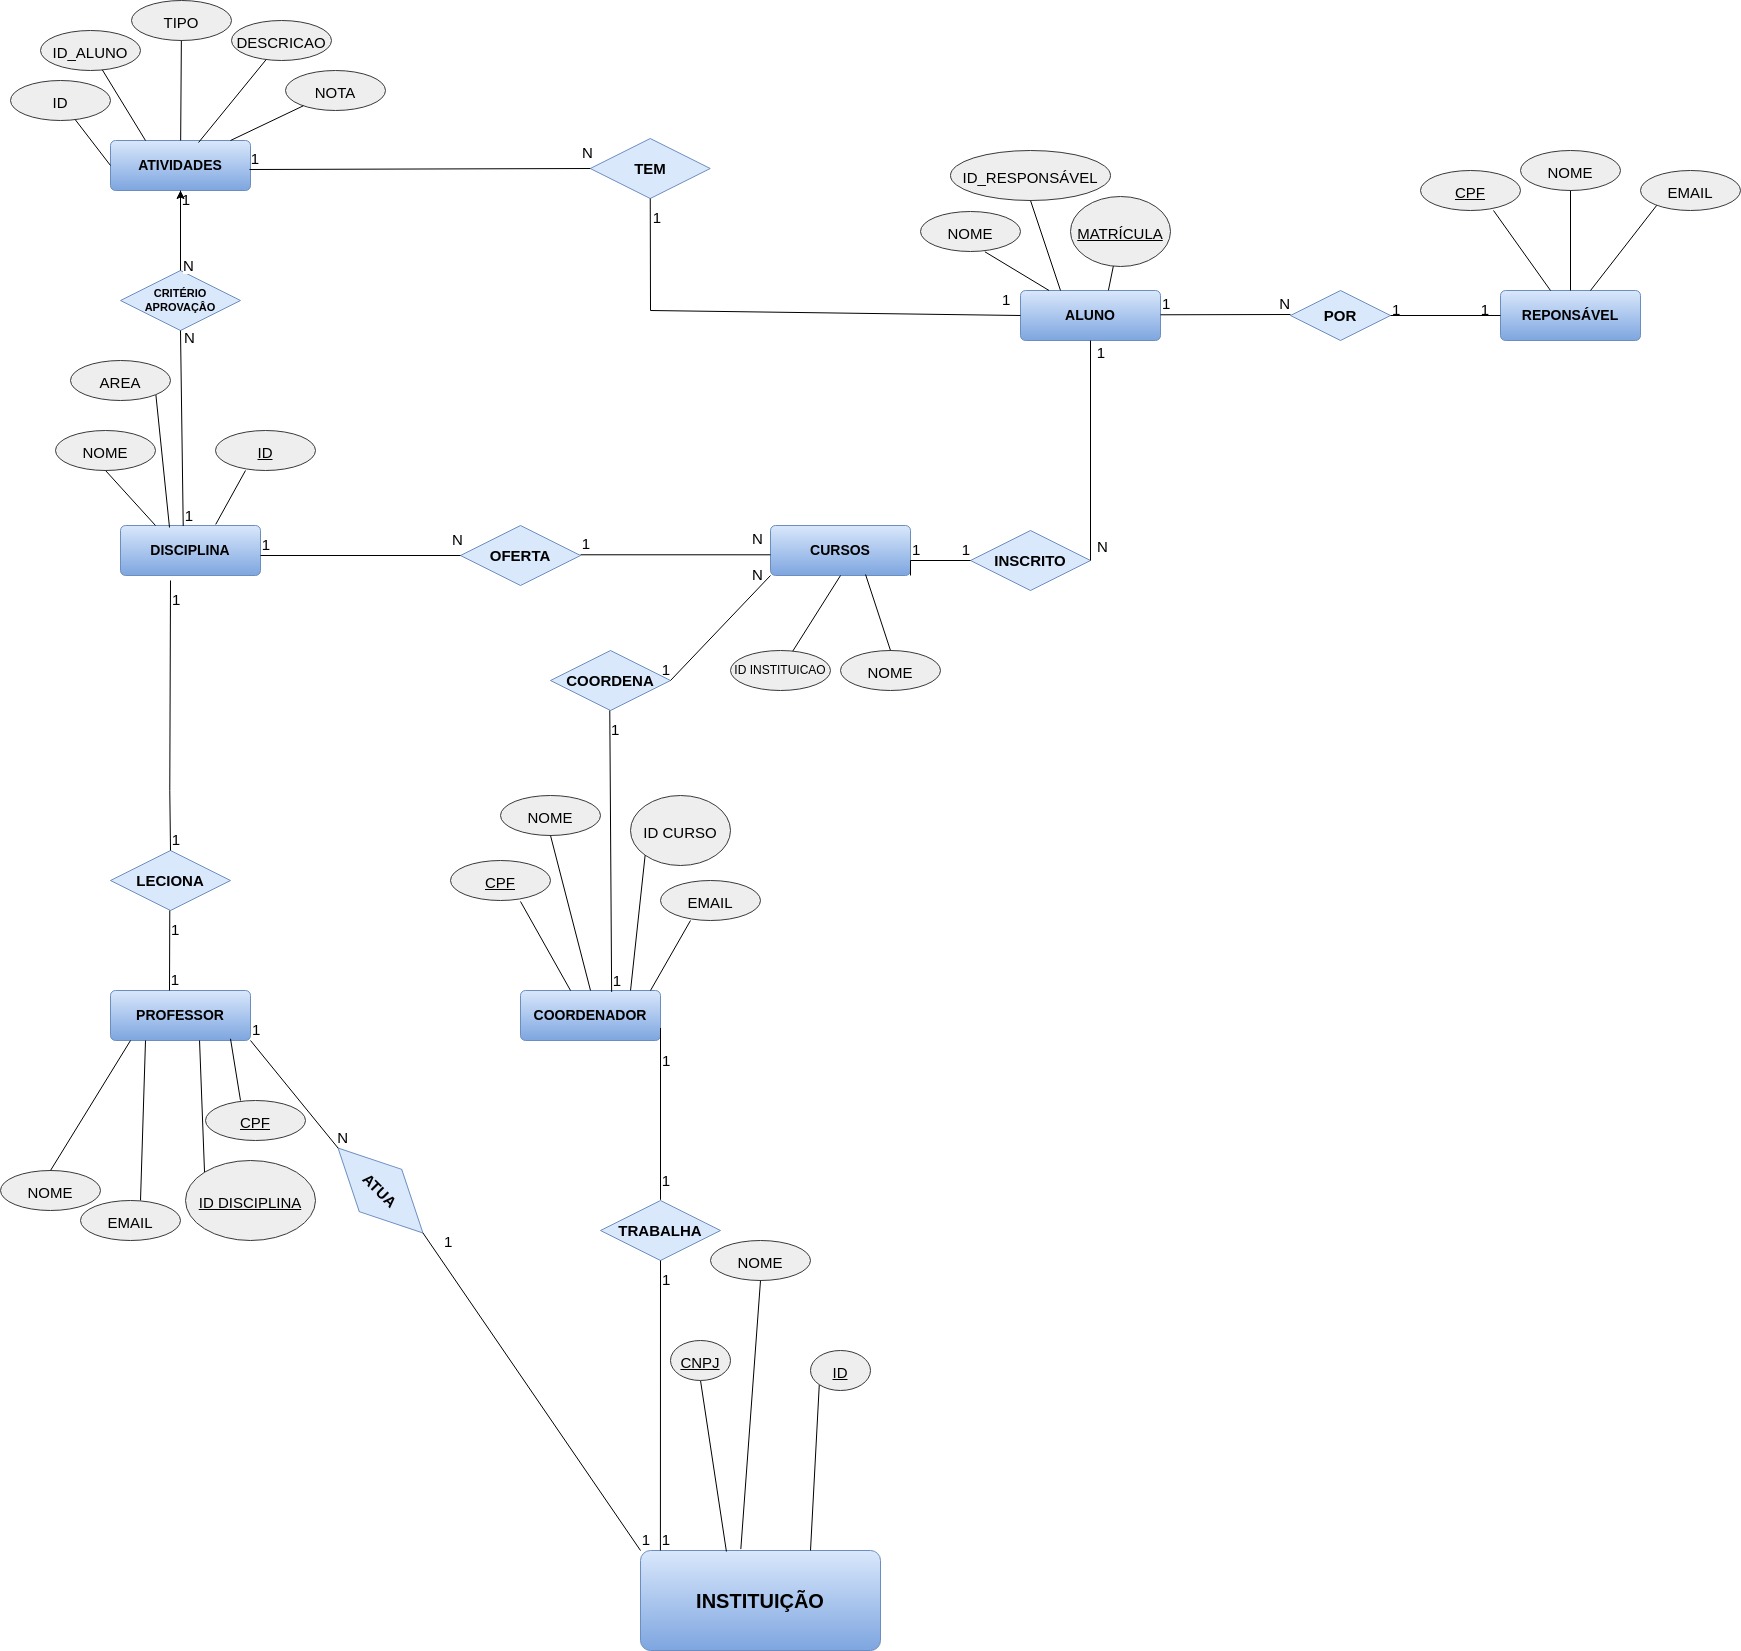 TIPO
ID_ALUNO
DESCRICAO
ID
NOTA
ATIVIDADES
1
N
TEM
1
1
N
CRITÉRIO
APROVAÇÂO
N
ID_RESPONSÁVEL
NOME
MATRÍCULA
1
ALUNO
1
N
POR
1
1
CPF
NOME
EMAIL
REPONSÁVEL
1
AREA
NOME
ID
1
DISCIPLINA
1
N
OFERTA
1
N
CURSOS
1
1
INSCRITO
N
N
1
COORDENA
1
ID INSTITUICAO
NOME
1
1
LECIONA
1
1
NOME
ID CURSO
CPF
EMAIL
1
PROFESSOR
1
COORDENADOR
1
CPF
N
NOME
EMAIL
ID DISCIPLINA
ATUA
1
1
TRABALHA
1
NOME
CNPJ
ID
1
1
INSTITUIÇÃO